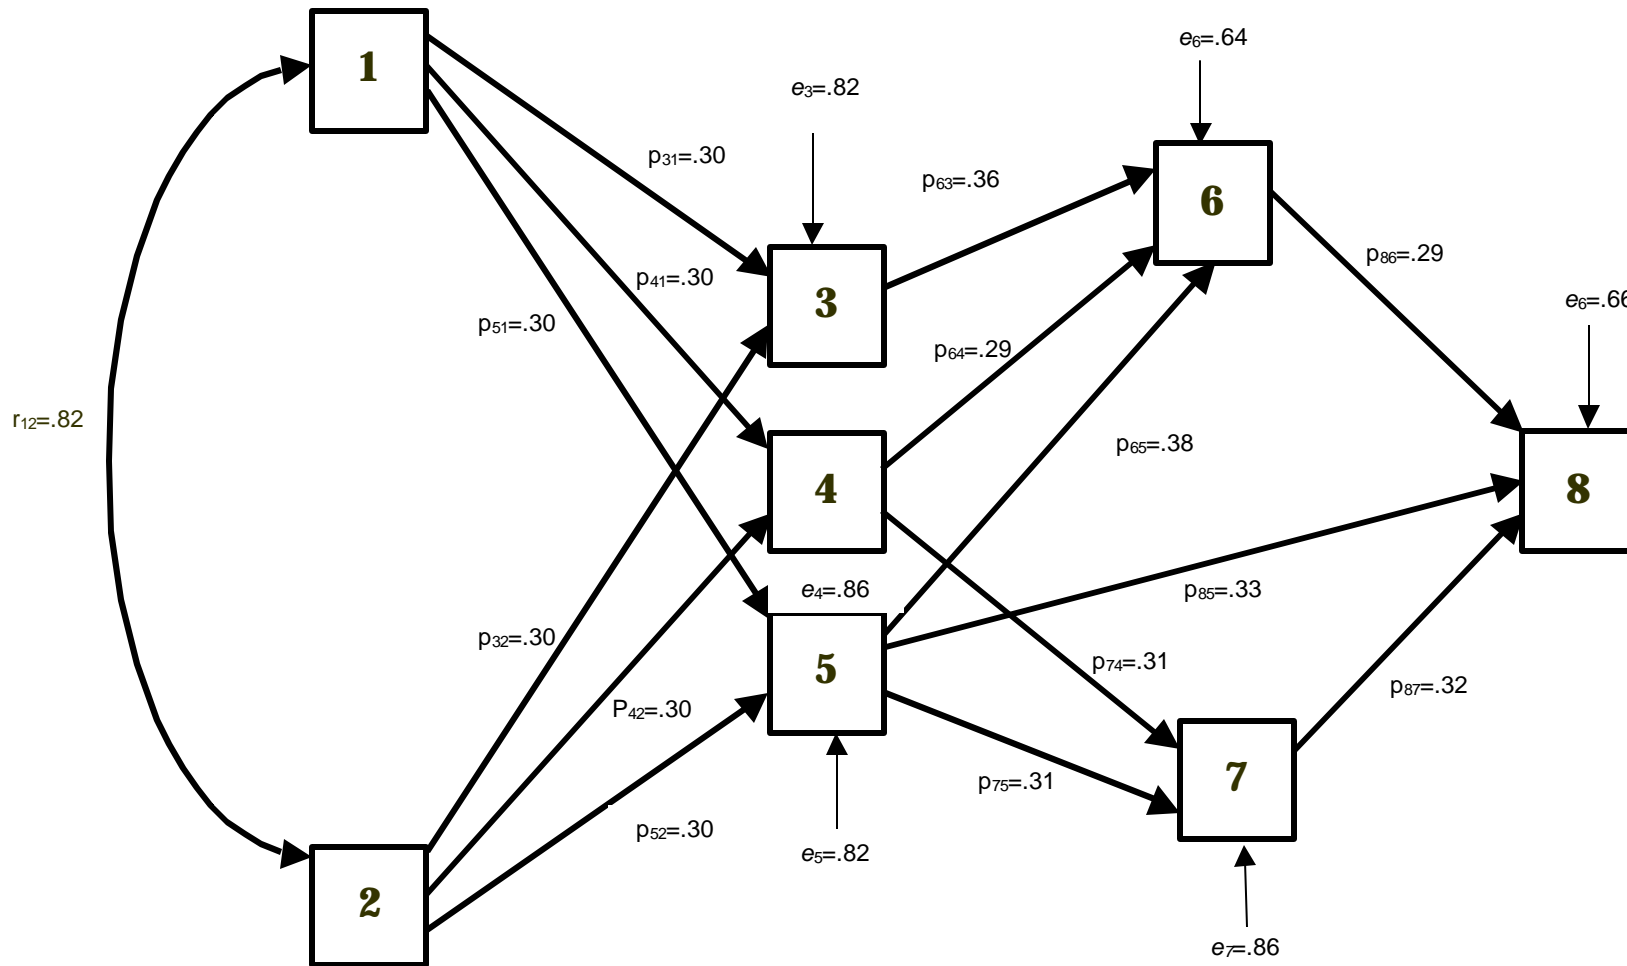 1
e6=.64
e3=.82
p31=.30
p63=.36
6
p86=.29
p41=.30
3
e6=.66
p51=.30
p64=.29
r12=.82
p65=.38
4
8
e4=.86
p85=.33
p32=.30
5
p74=.31
P42=.30
p87=.32
p75=.31
7
p52=.30
e5=.82
2
e7=.86